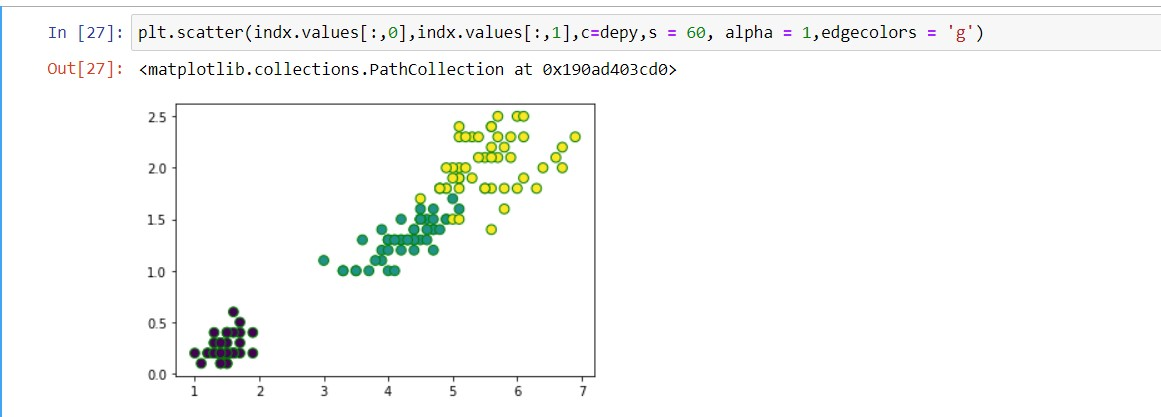 In [27]: plt.scatter(indx.values[:,0],indx.values[:,1],c=depy,s = 60, alpha = 1,edgecolors = 'g')
Out[27]: <matplotlib.collections.PathCollection at 0x190ad403cd0>
2.5
2.0
1.5
1.0
0.5
0.0
1 2 3 4 5 6 7